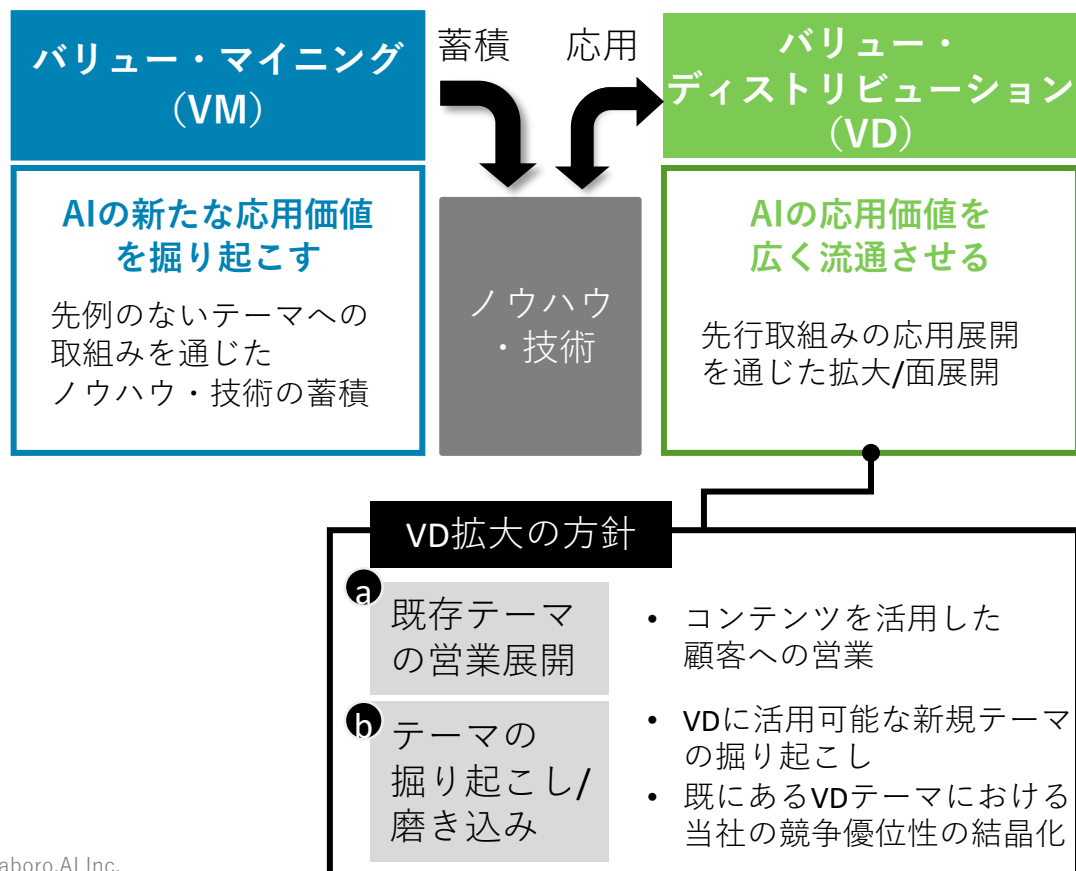 バリュー・マイニング
（VM）
蓄積
応用
バリュー・
ディストリビューション
（VD）
AIの新たな応用価値
を掘り起こす
先例のないテーマへの
取組みを通じた
ノウハウ・技術の蓄積
ノウハウ
・技術
AIの応用価値を
広く流通させる
先行取組みの応用展開
を通じた拡大/面展開
VD拡大の方針
a
既存テーマ
の営業展開
• コンテンツを活用した
顧客への営業
b
テーマの
掘り起こし/
磨き込み
• VDに活用可能な新規テーマ
の掘り起こし
• 既にあるVDテーマにおける
当社の競争優位性の結晶化
aboro.AI Inc.